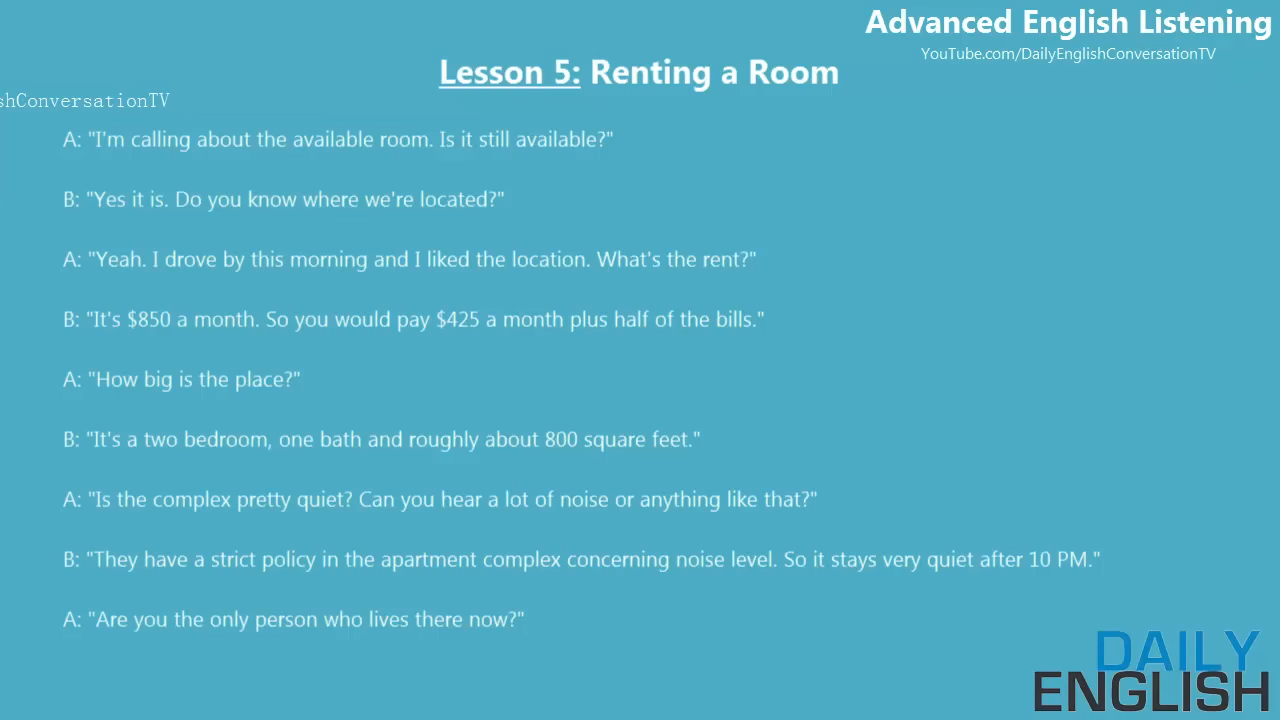 Advanced English Listening
YouTube.com/DailyEnglishConversationTV
Lesson 5: Renting a Room
shConversationTV
A: "I'm calling about the available room. Is it still available?"
B: "Yes it is. Do you know where we're located?"
A: "Yeah. I drove by this morning and I liked the location. What's the rent?"
B: "It's $850 a month. So you would pay $425 a month plus half of the bills."
A: "How big is the place?"
B: "It's a two bedroom, one bath and roughly about 800 square feet."
A: "Is the complex pretty quiet? Can you hear a lot of noise or anything like that?"
B: "They have a strict policy in the apartment complex concerning noise level. So it stays very quiet after 10 PM."
A: "Are you the only person who lives there now?"
DAILY
ENGLISH